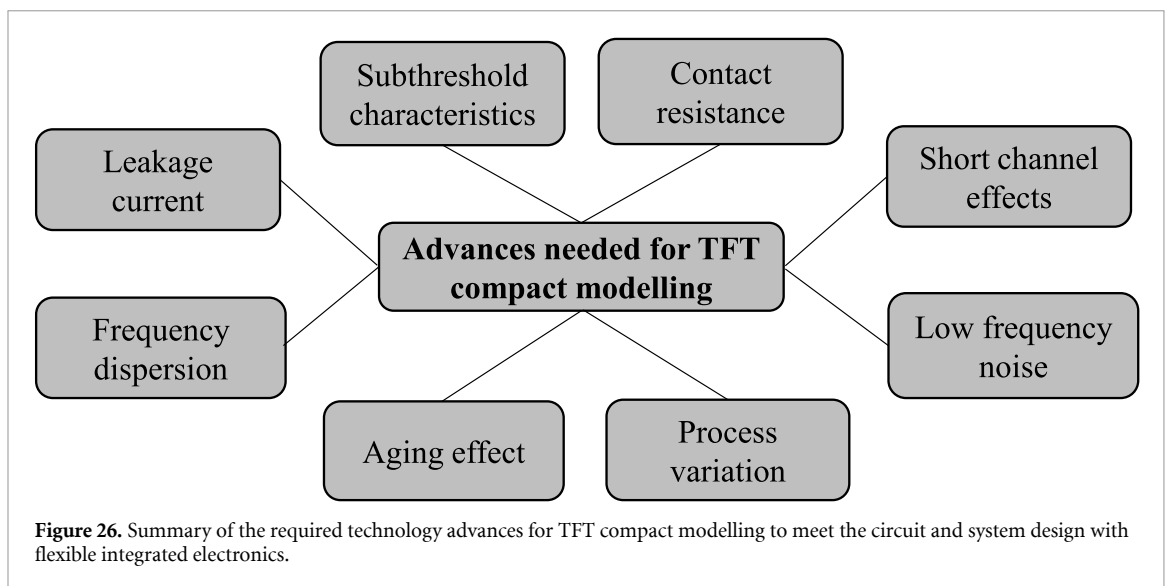 Subthreshold
characteristics
Contact
resistance
Leakage
current
Short channel
effects
Advances needed for TFT
compact modelling
Frequency
dispersion
Low frequency
noise
Aging effect
Process
variation
Figure 26. Summary of the required technology advances for TFT compact modelling to meet the circuit and system design with
flexible integrated electronics.